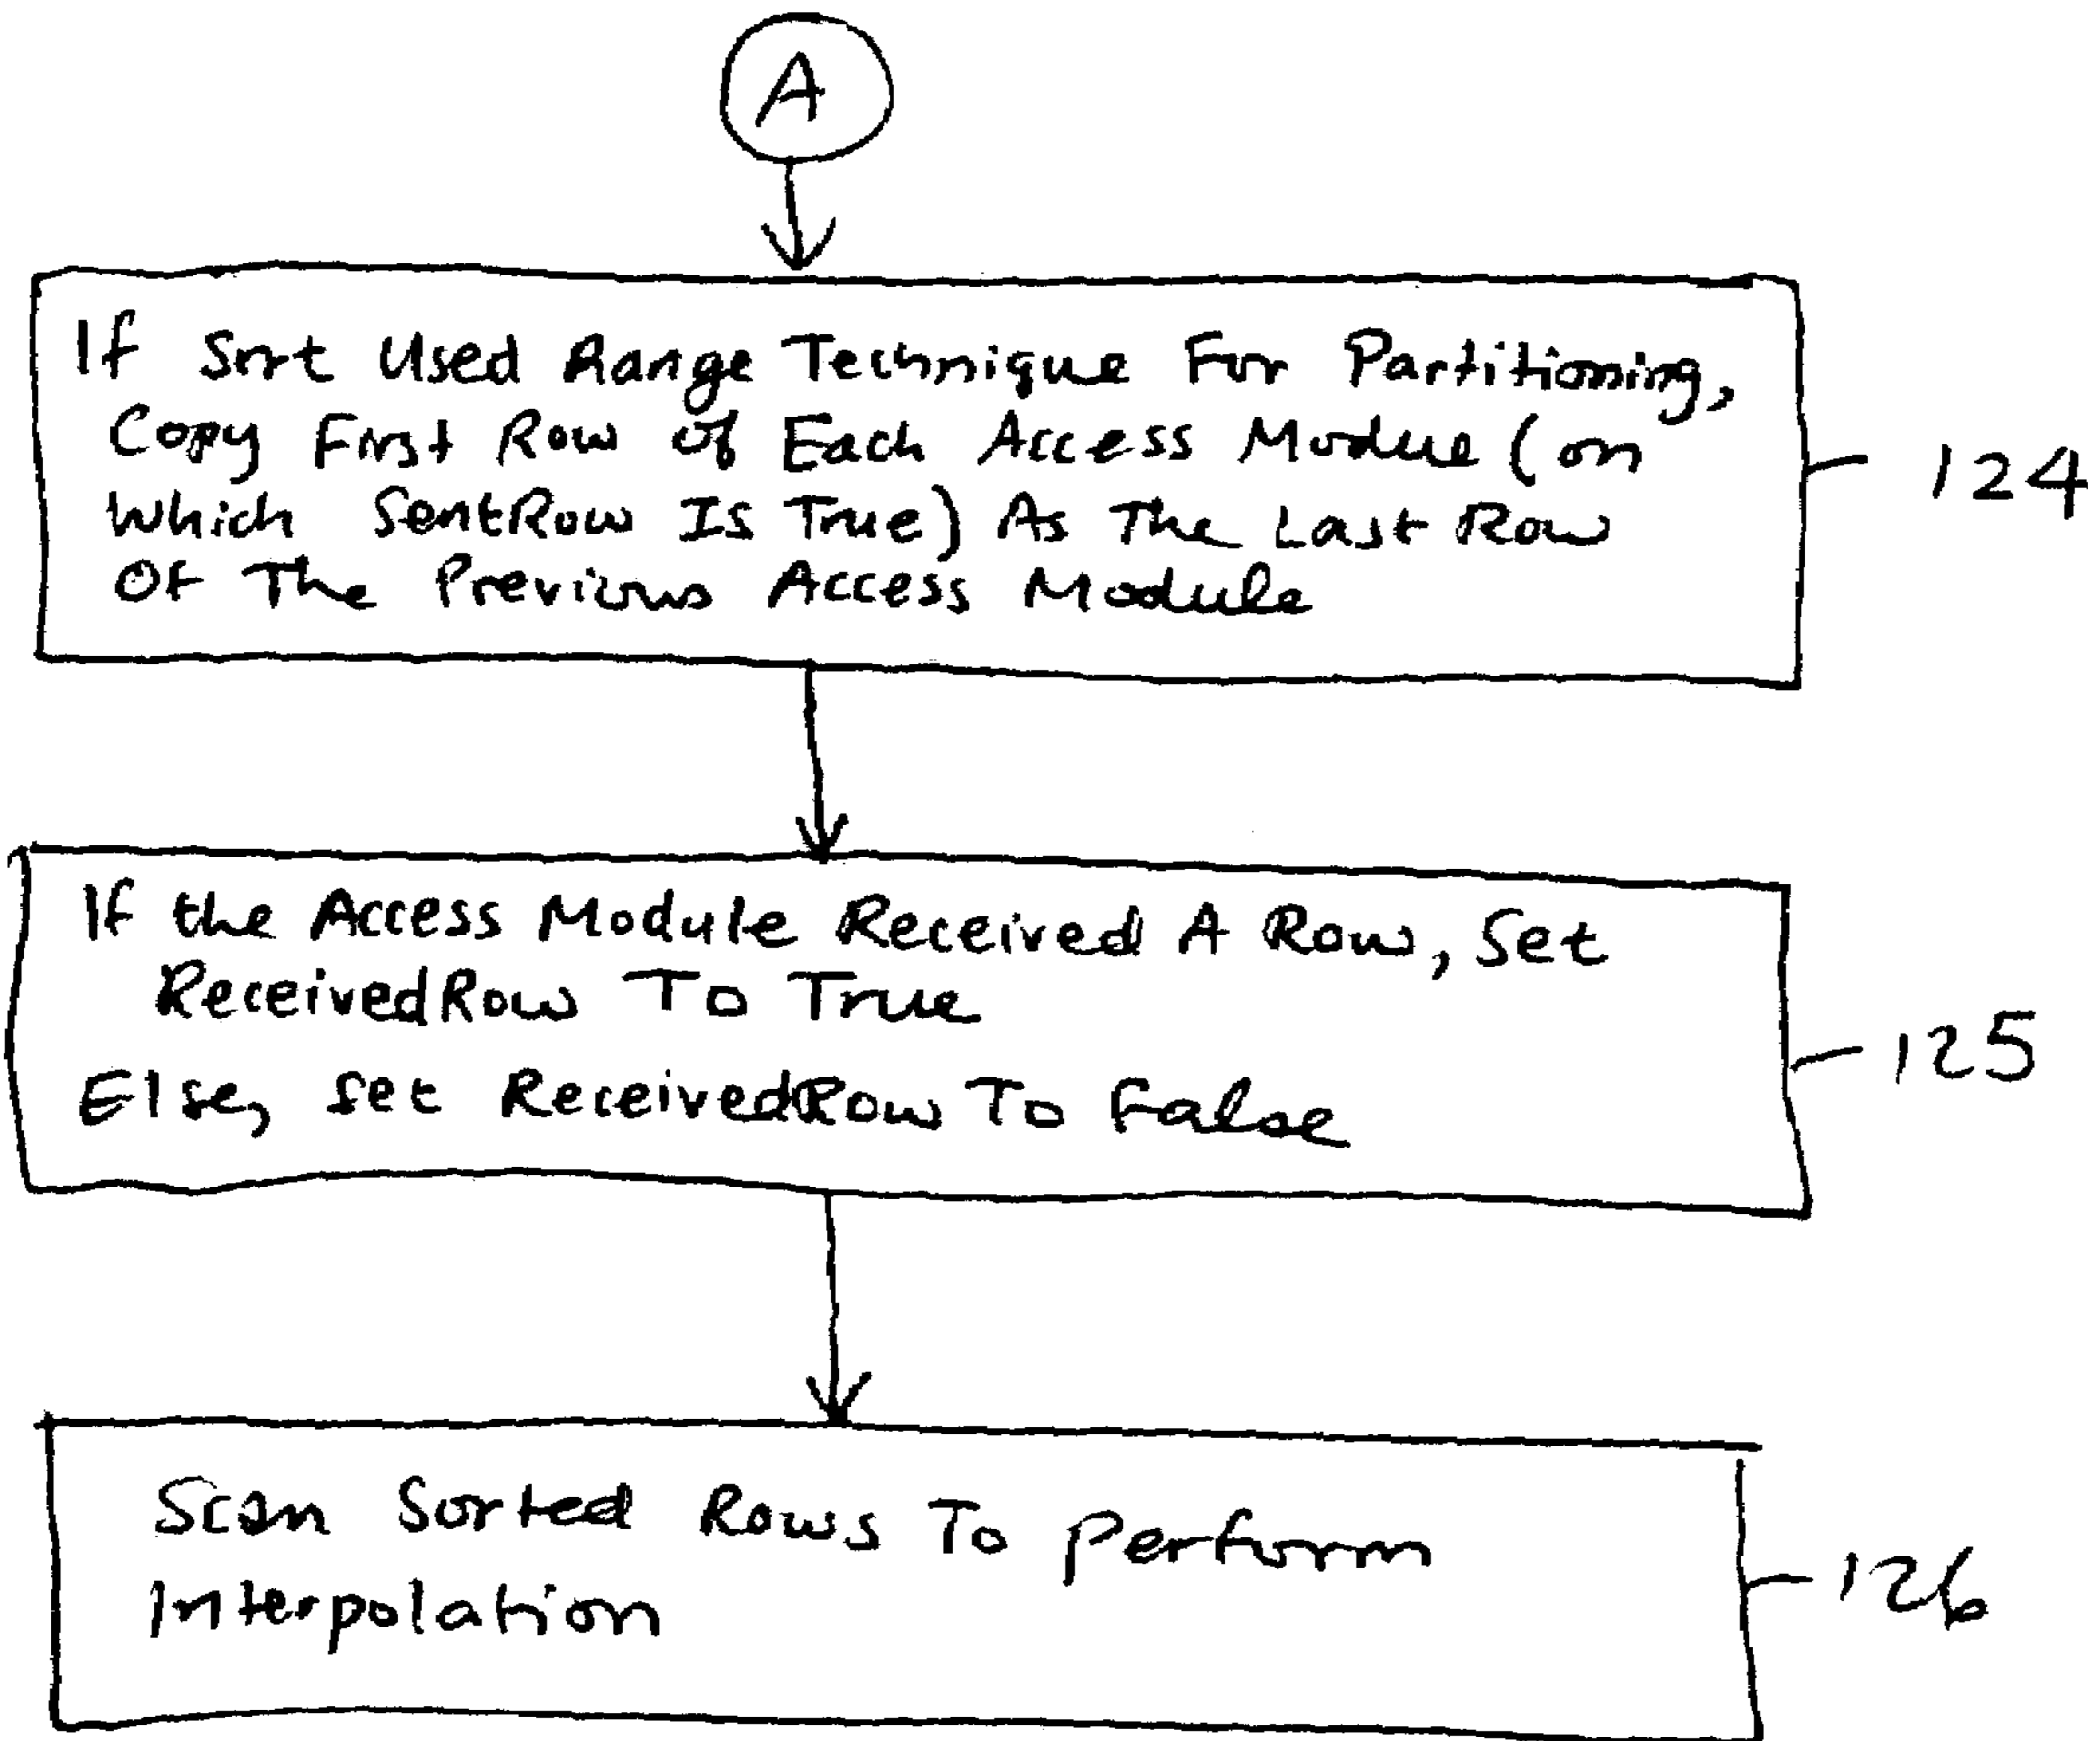 A
If Sort Used Range Technique For Partitioning,
Copy First Row of Each Access Module (on
Which SentRow Is True) As The Last Row
Of The Previous Access Module
124
If the Access Module Received A Row, Set
ReceivedRow To True
Else, Set ReceivedRow To False
125
Scan Sorted Rows To Perform
Interpolation
126